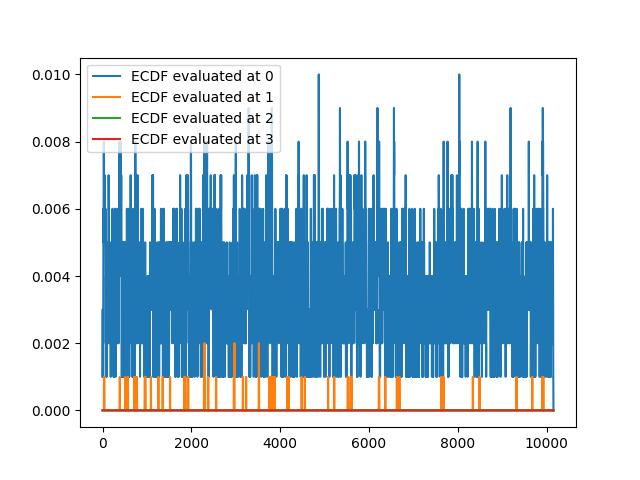 0.010
0.008
0.006
0.004
0.002
0.000
ECDF evaluated at 0
ECDF evaluated at 1
ECDF evaluated at 2
ECDF evaluated at 3
0 2000 4000 6000 8000 10000